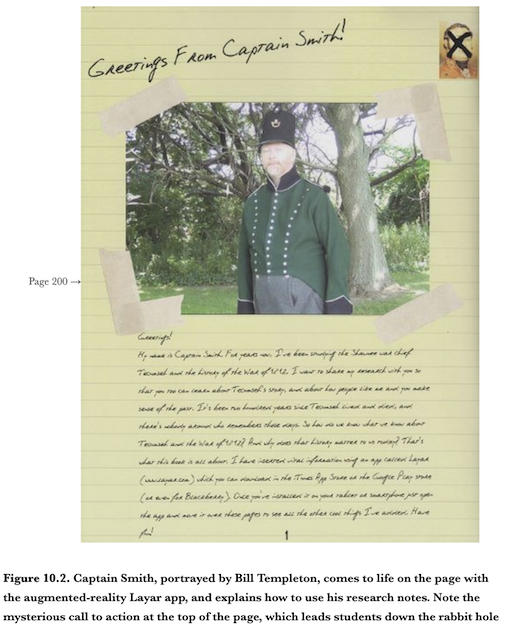 Greetings From Captain Smith!
Page 200 →
Greetings!
My name is Captain Smith. For years now, I've been studying the Shawnee war chief
Tecumseh and the history of the War of 1812. I want to share my research with you so
that you too can learn about Tecumseh's story, and about how people like me and you make
sense of the past. It's been two hundred years since Tecumseh lived and died, and
there's nobody around who remembers those days. So how do we know what we know about
Tecumseh and the War of 1812? And why does that history matter to us today? That's
what this book is all about. I have inserted vital information using an app called Layar
(www.layar.com) which you can download in the iTunes App Store or the Google Play store
(or even for Blackberry). Once you've installed it on your tablet or smartphone just open
the app and move it over these pages to see all the other cool things I've added. Have
fun!
1
Figure 10.2. Captain Smith, portrayed by Bill Templeton, comes to life on the page with
the augmented-reality Layar app, and explains how to use his research notes. Note the
mysterious call to action at the top of the page, which leads students down the rabbit hole